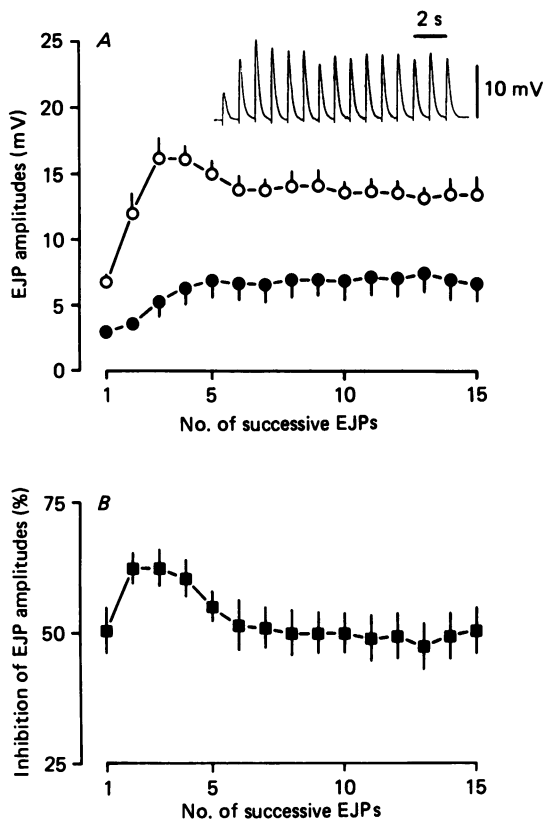 A
2 s
10 mV
25
20
15
10
5
0
EJP amplitudes (mV)
1 5 10 15
No. of successive EJPs
B
75
50
25
Inhibition of EJP amplitudes (%)
1 5 10 15
No. of successive EJPs